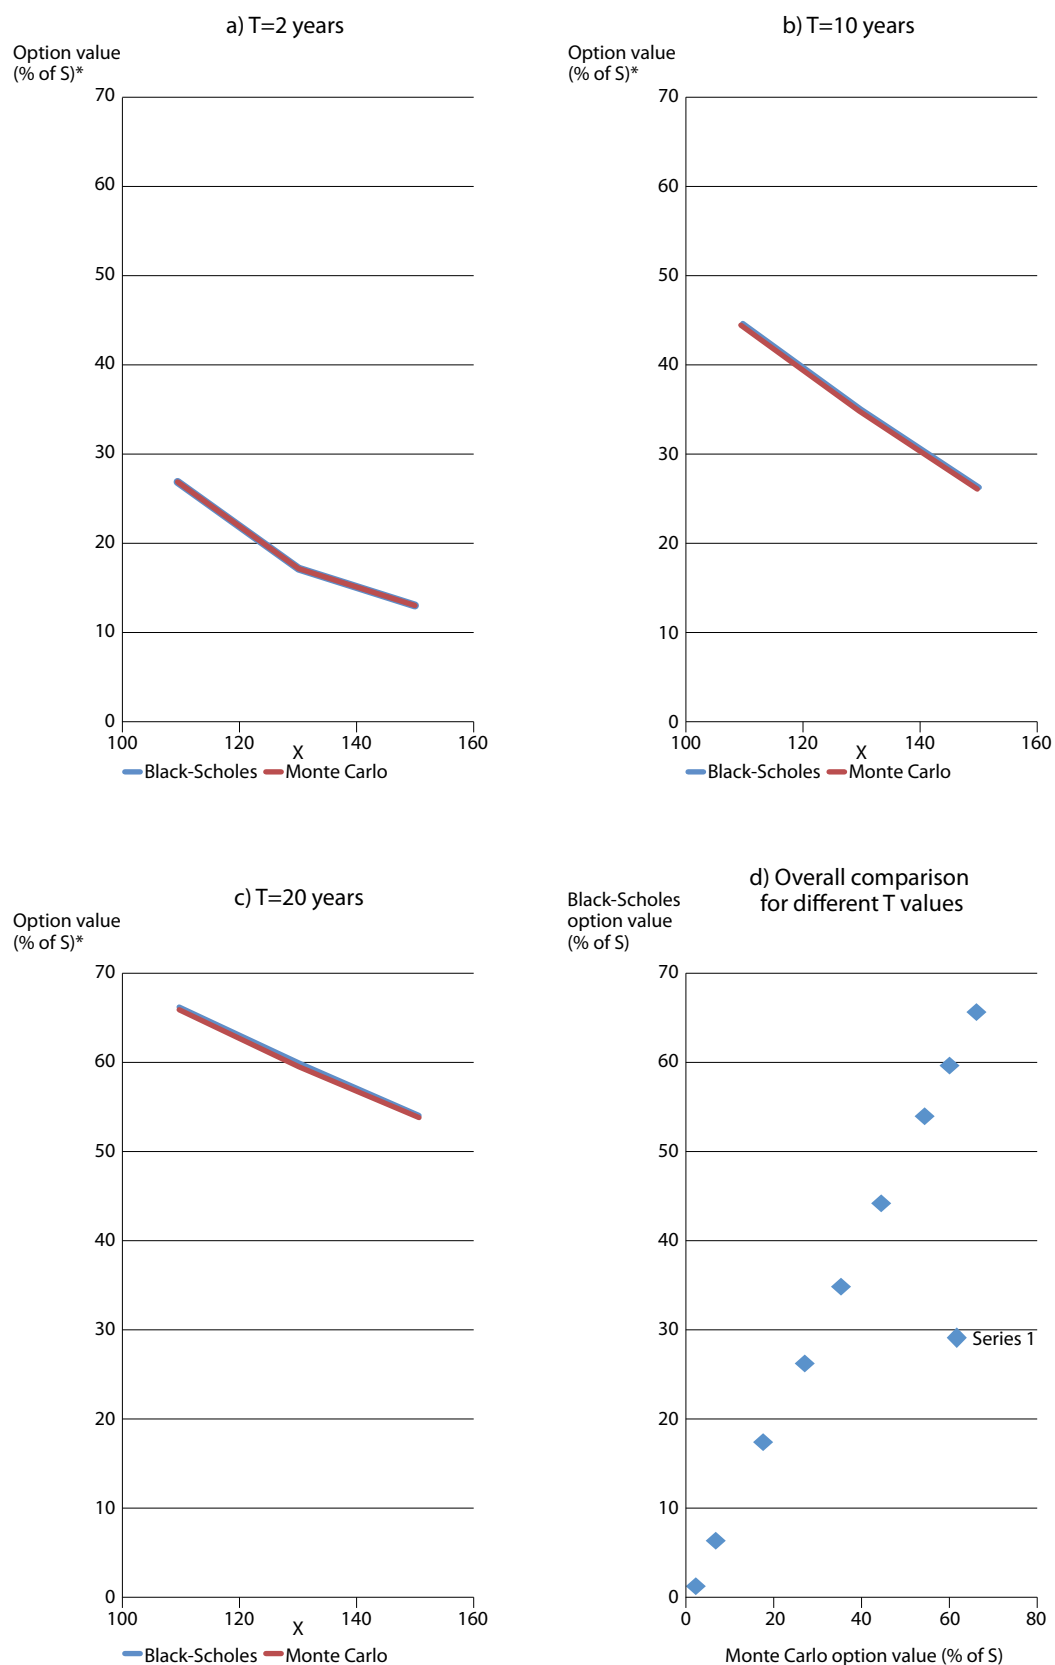 a) T=2 years
Option value
(% of S)*
70
60
50
40
30
20
10
0
100 120 140 160
X
Black-Scholes Monte Carlo
b) T=10 years
Option value
(% of S)*
70
60
50
40
30
20
10
0
100 120 140 160
X
Black-Scholes Monte Carlo
c) T=20 years
Option value
(% of S)*
70
60
50
40
30
20
10
0
100 120 140 160
X
Black-Scholes Monte Carlo
d) Overall comparison
for different T values
Black-Scholes
option value
(% of S)
70
60
50
40
30
Series 1
20
10
0
0 20 40 60 80
Monte Carlo option value (% of S)